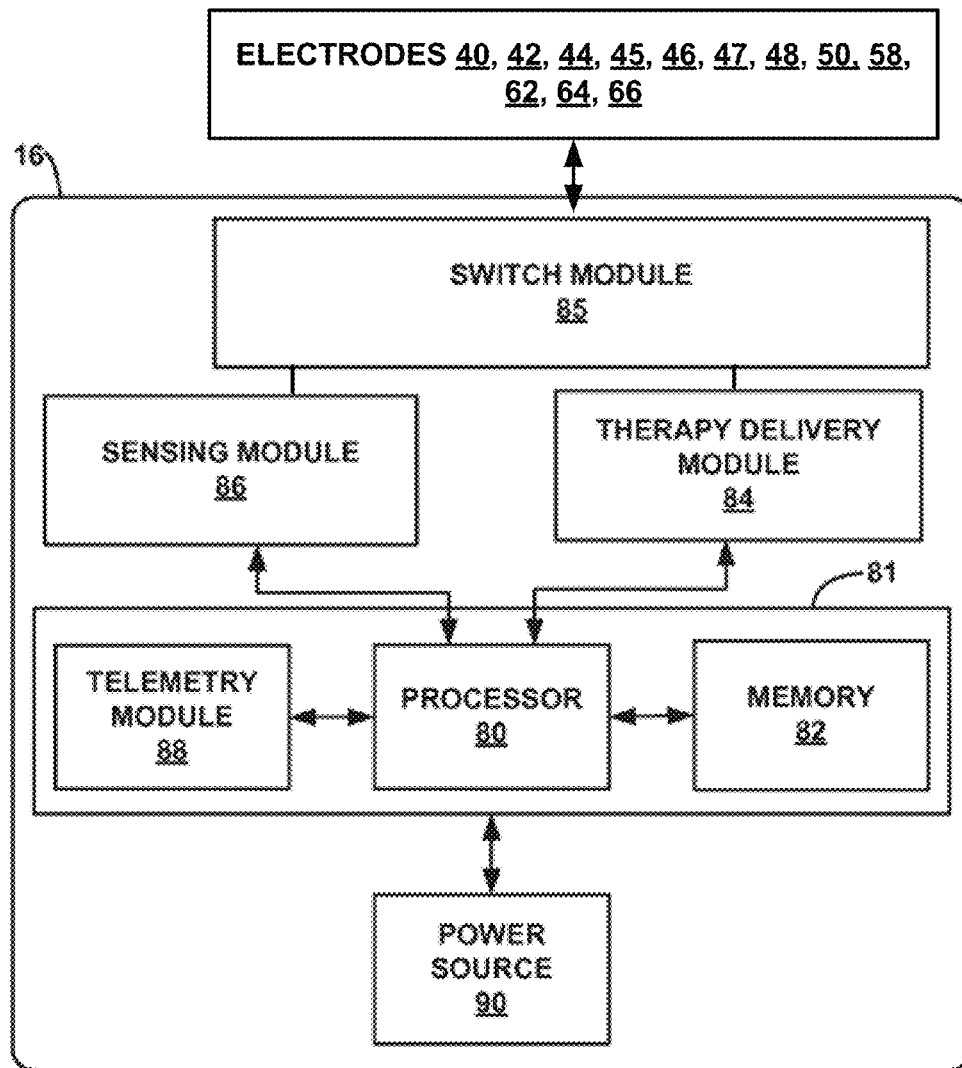 ELECTRODES 40, 42, 44, 45, 46, 47, 48, 50, 58,
62, 64, 66
16
SWITCH MODULE
85
SENSING MODULE
86
THERAPY DELIVERY
MODULE
84
81
TELEMETRY
MODULE
88
PROCESSOR
80
MEMORY
82
POWER
SOURCE
90